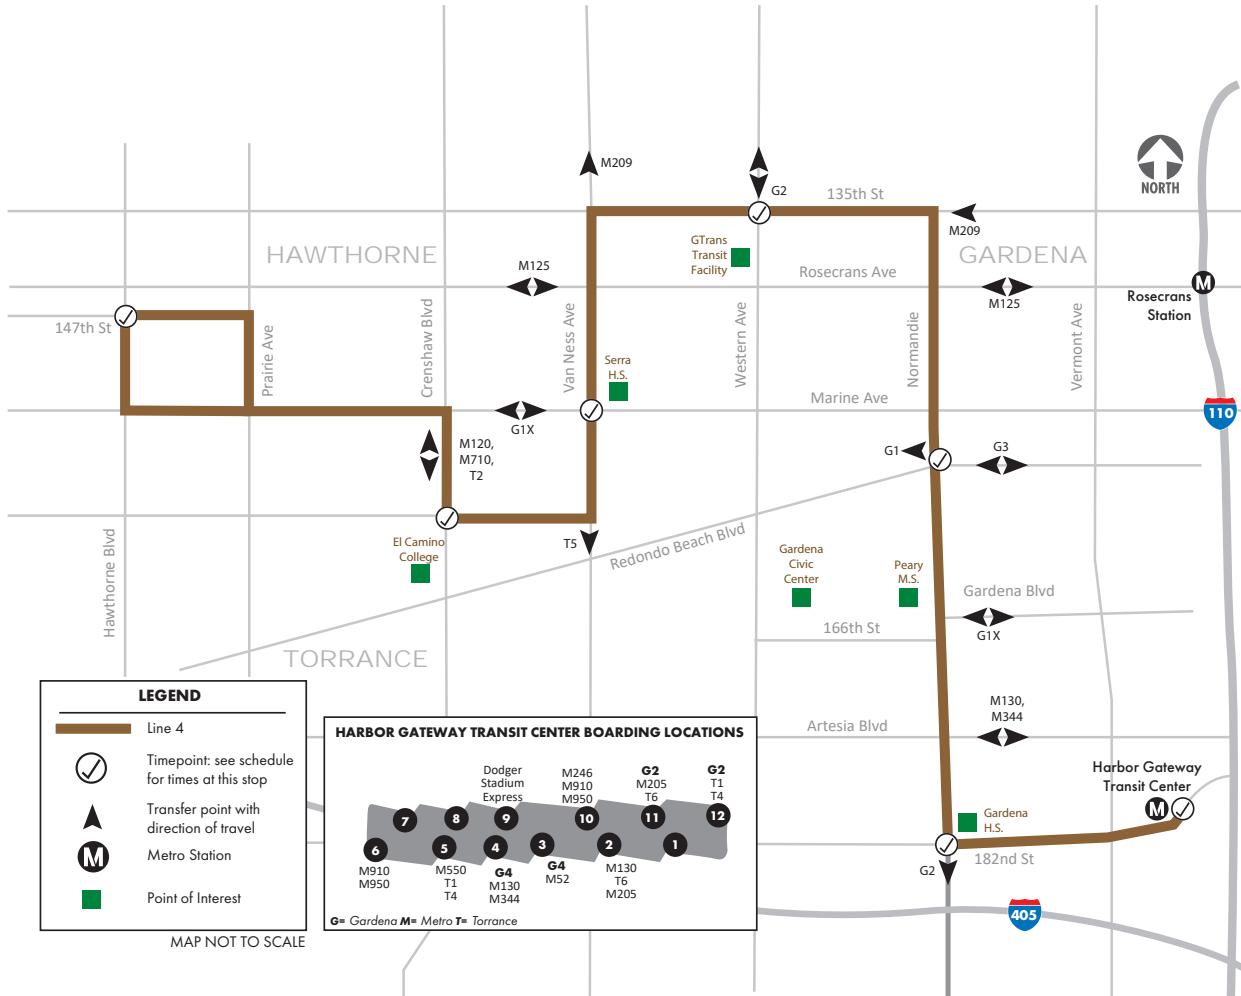 M209
G2
135th St
NORTH
M209
HAWTHORNE
GTrans
Transit
Facility
GARDENA
M125
Rosecrans Ave
M125
M
Rosecrans
Station
147th St
Prairie Ave
Crenshaw Blvd
Van Ness Ave
Western Ave
Normandie
Vermont Ave
Serra
H.S.
Marine Ave
110
G1X
M120,
M710,
T2
G1
G3
El Camino
College
T5
Redondo Beach Blvd
Hawthorne Blvd
Gardena
Civic
Center
Peary
M.S.
Gardena Blvd
G1X
166th St
TORRANCE
M130,
M344
Artesia Blvd
Harbor Gateway
Transit Center
M
Gardena
H.S.
182nd St
G2
405
LEGEND
Line 4
Timepoint: see schedule
for times at this stop
Transfer point with
direction of travel
M
Metro Station
Point of Interest
MAP NOT TO SCALE
HARBOR GATEWAY TRANSIT CENTER BOARDING LOCATIONS
Dodger
Stadium
Express
M246
M910
M950
G2
M205
T6
G2
T1
T4
7
8
9
10
11
12
6
5
4
3
2
1
M910
M950
M550
T1
T4
G4
M130
M344
G4
M52
M130
T6
M205
G= Gardena M= Metro T= Torrance